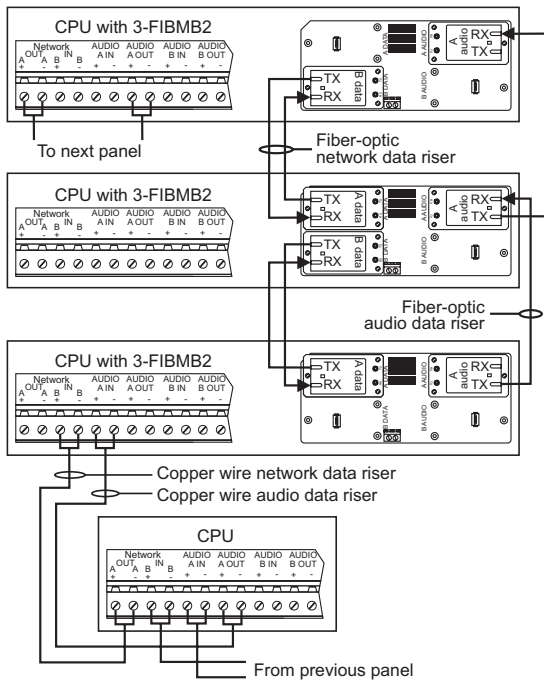 CPU with 3-FIBMB2
Network
OUT IN
A A B B
+ - + -
AUDIO A IN
+ -
AUDIO A OUT
+ -
AUDIO B IN
+ -
AUDIO B OUT
+ -
To next panel
TX
RX
B data
A DATA
B DATA
A AUDIO
B AUDIO
A audio
RX
TX
Fiber-optic
network data riser
CPU with 3-FIBMB2
Network
OUT IN
A A B B
+ - + -
AUDIO A IN
+ -
AUDIO A OUT
+ -
AUDIO B IN
+ -
AUDIO B OUT
+ -
TX
RX
A data
TX
RX
B data
A DATA
B DATA
A AUDIO
B AUDIO
A audio
RX
TX
Fiber-optic
audio data riser
CPU with 3-FIBMB2
Network
OUT IN
A A B B
+ - + -
AUDIO A IN
+ -
AUDIO A OUT
+ -
AUDIO B IN
+ -
AUDIO B OUT
+ -
TX
RX
A data
A DATA
B DATA
A AUDIO
B AUDIO
A audio
RX
TX
Copper wire network data riser
Copper wire audio data riser
CPU
Network
OUT IN
A A B B
+ - + -
AUDIO A IN
+ -
AUDIO A OUT
+ -
AUDIO B IN
+ -
AUDIO B OUT
+ -
From previous panel